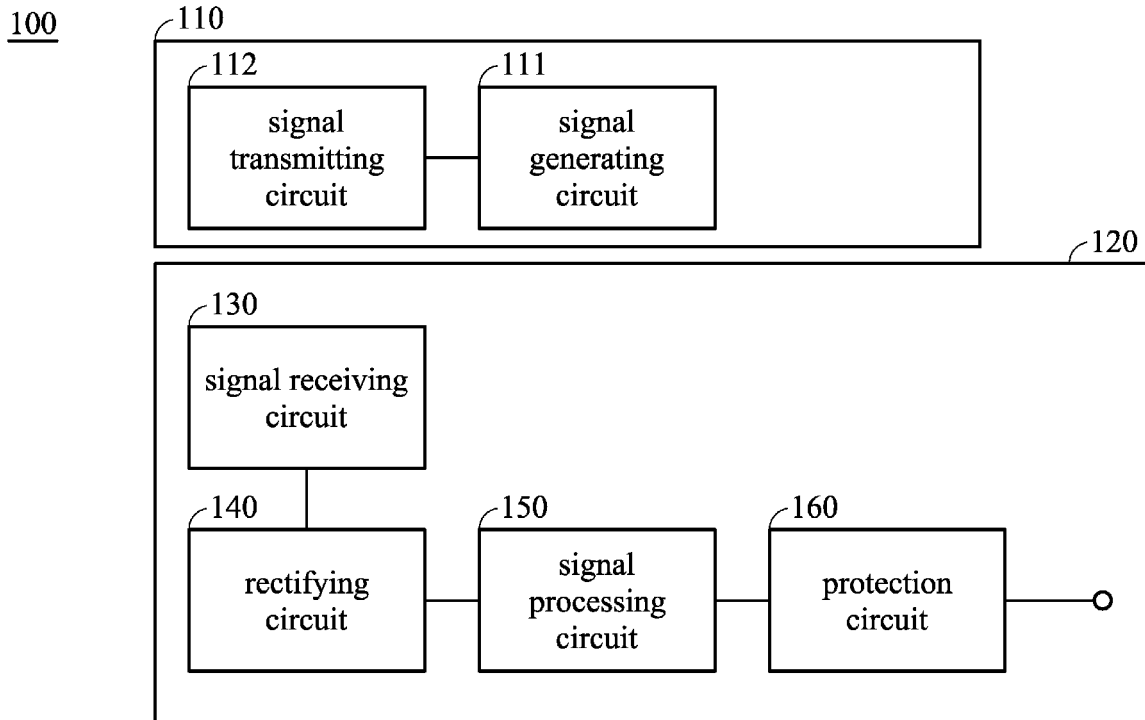 100
110
112
111
signal
transmitting
circuit
signal
generating
circuit
120
130
signal receiving
circuit
140
150
160
rectifying
circuit
signal
processing
circuit
protection
circuit